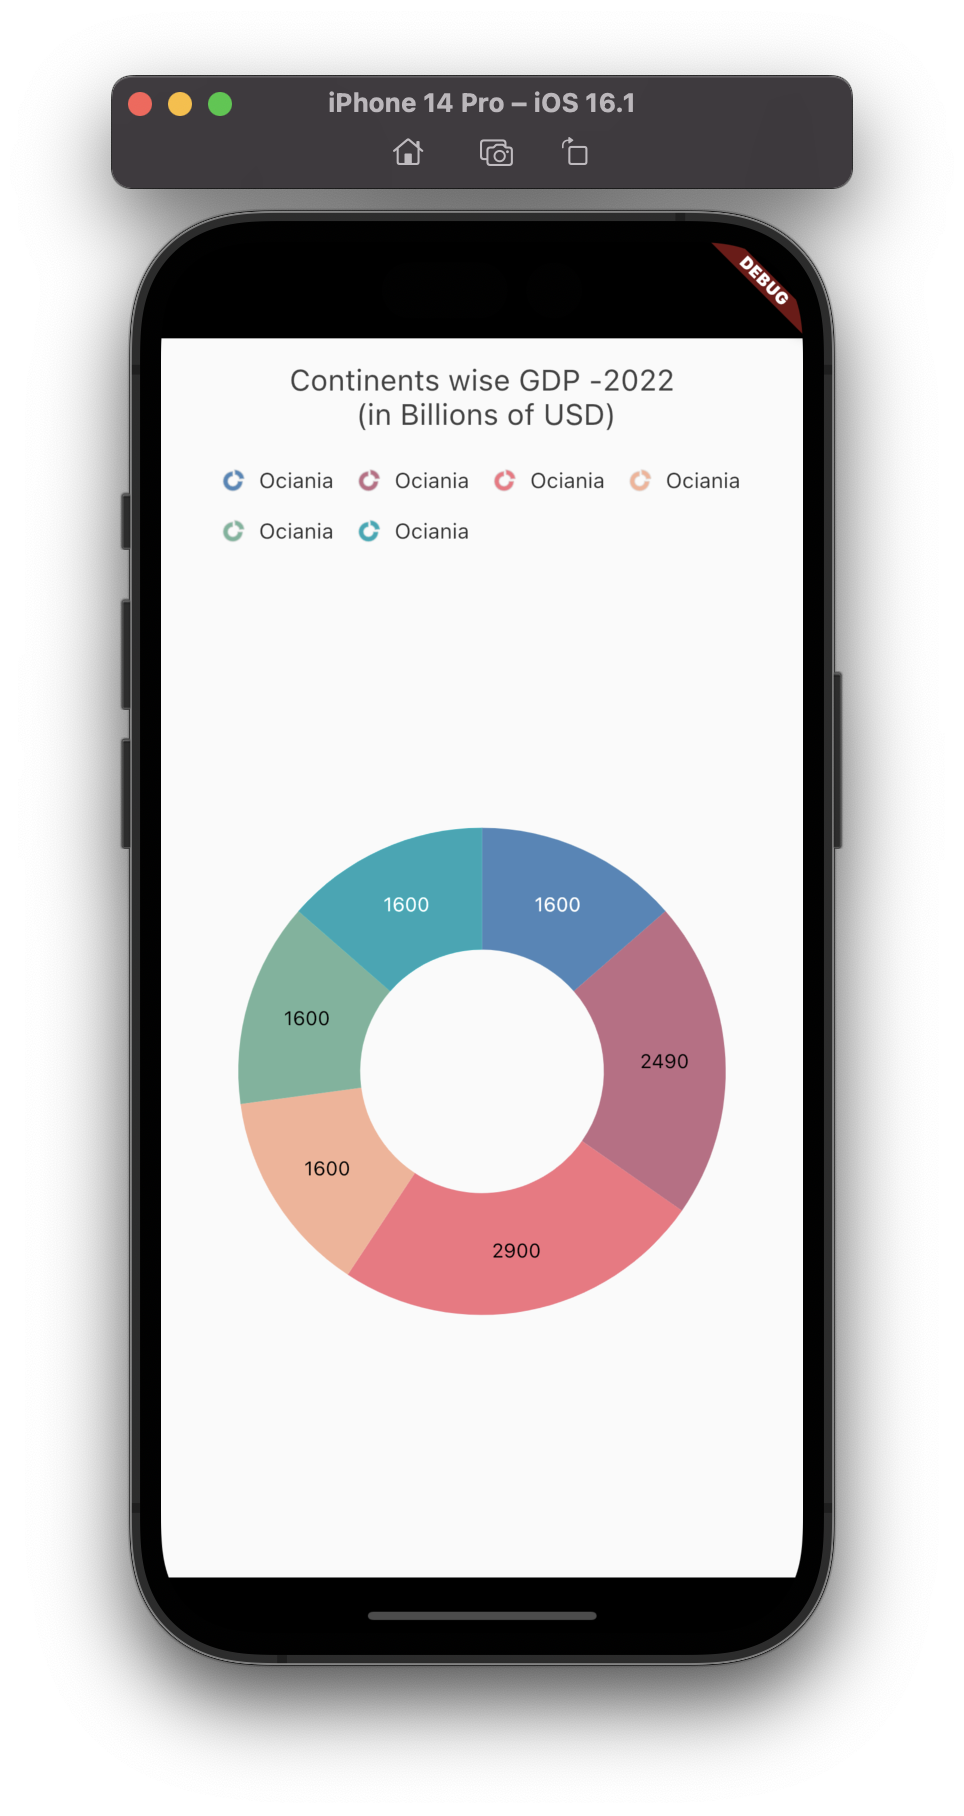 iPhone 14 Pro – iOS 16.1
DEBUG
Continents wise GDP -2022
(in Billions of USD)
Ociania Ociania Ociania Ociania
Ociania Ociania
1600 1600
1600
2490
1600
2900